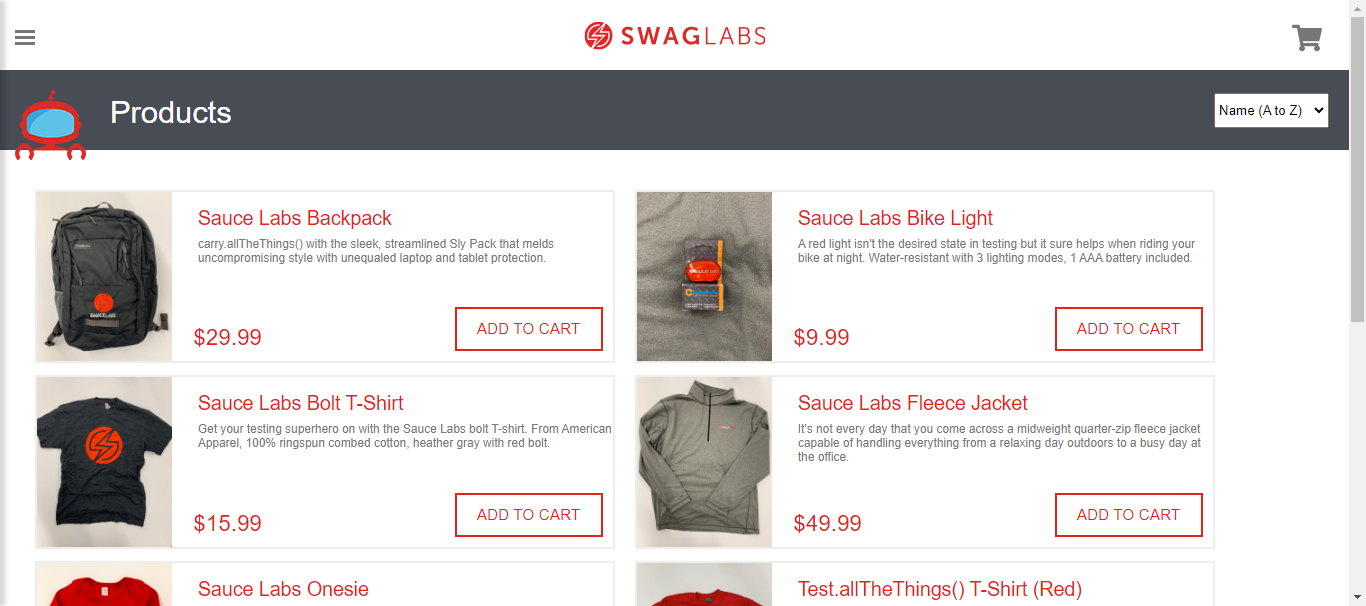 SWAGLABS
Products
Name (A to Z)
Sauce Labs Backpack
carry.allTheThings() with the sleek, streamlined Sly Pack that melds
uncompromising style with unequaled laptop and tablet protection.
$29.99
ADD TO CART
SAUCELABS
Sauce Labs Bike Light
A red light isn't the desired state in testing but it sure helps when riding your
bike at night. Water-resistant with 3 lighting modes, 1 AAA battery included.
$9.99
ADD TO CART
SAUCELABS
Sauce Labs Bolt T-Shirt
Get your testing superhero on with the Sauce Labs bolt T-shirt. From American
Apparel, 100% ringspun combed cotton, heather gray with red bolt.
$15.99
ADD TO CART
Sauce Labs Fleece Jacket
It's not every day that you come across a midweight quarter-zip fleece jacket
capable of handling everything from a relaxing day outdoors to a busy day at
the office.
$49.99
ADD TO CART
Sauce Labs Onesie
Test.allTheThings() T-Shirt (Red)